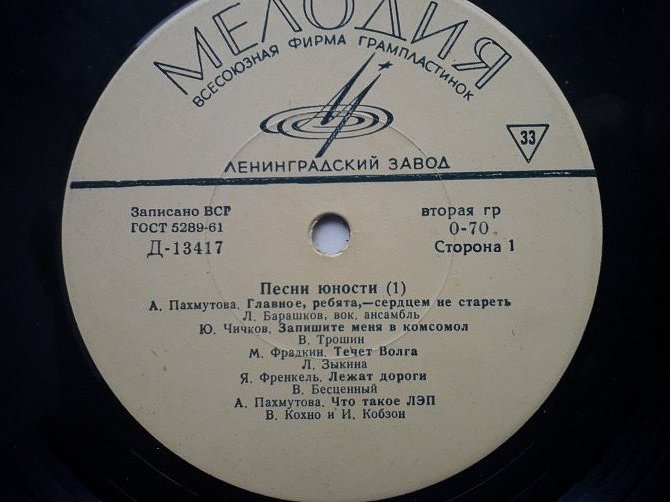 МЕЛОДИЯ
ВСЕСОЮЗНАЯ ФИРМА ГРАМПЛАСТИНОК
33
ЛЕНИНГРАДСКИЙ ЗАВОД
Записано ВСГ вторая гр
ГОСТ 5289-61 0-70
Д-13417 Сторона 1
Песни юности (1)
А. Пахмутова. Главное, ребята,—сердцем не стареть
Л. Барашков, вок. ансамбль
Ю. Чичков. Запишите меня в комсомол
В. Трошин
М. Фрадкин. Течет Волга
Л. Зыкина
Я. Френкель. Лежат дороги
В. Бесценный
А. Пахмутова. Что такое ЛЭП
В. Кохно и И. Кобзон